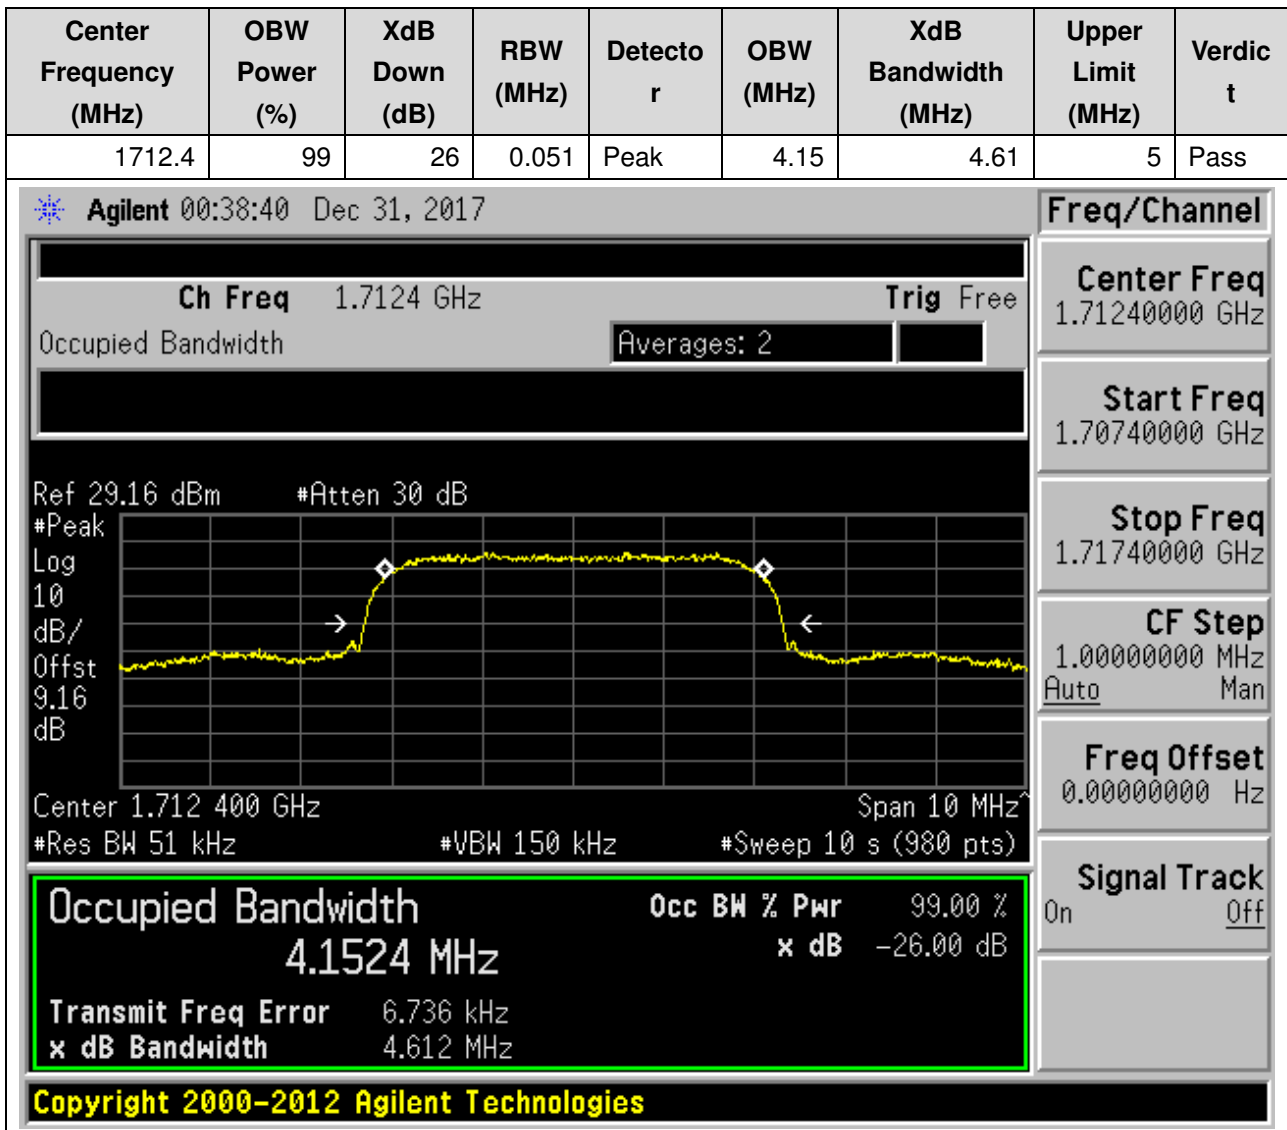 Center Frequency (MHz) OBW Power (%) XdB Down (dB) RBW (MHz) Detector OBW (MHz) XdB Bandwidth (MHz) Upper Limit (MHz) Verdict
1712.4 99 26 0.051 Peak 4.15 4.61 5 Pass
Agilent 00:38:40 Dec 31, 2017
Freq/Channel
Ch Freq 1.7124 GHz Trig Free
Occupied Bandwidth Averages: 2
Ref 29.16 dBm #Atten 30 dB
#Peak
Log
10
dB/
Offst
9.16
dB
Center 1.712 400 GHz Span 10 MHz^
#Res BW 51 kHz #VBW 150 kHz #Sweep 10 s (980 pts)
Occupied Bandwidth Occ BW % Pwr 99.00 %
4.1524 MHz x dB -26.00 dB
Transmit Freq Error 6.736 kHz
x dB Bandwidth 4.612 MHz
Center Freq
1.71240000 GHz
Start Freq
1.70740000 GHz
Stop Freq
1.71740000 GHz
CF Step
1.00000000 MHz
Auto Man
Freq Offset
0.00000000 Hz
Signal Track
On Off
Copyright 2000-2012 Agilent Technologies